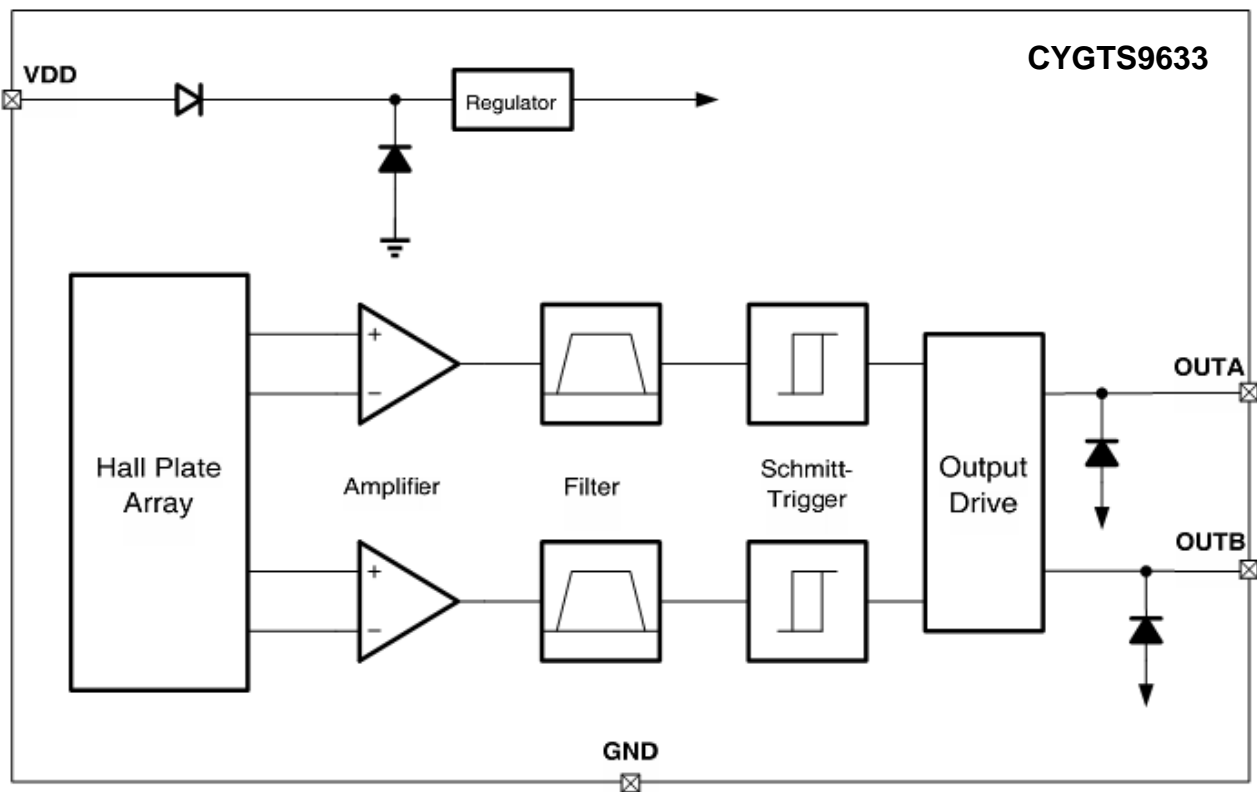 CYGTS9633
VDD
Regulator
+
−
OUTA
Hall Plate
Array
Amplifier
Filter
Schmitt-
Trigger
Output
Drive
OUTB
+
−
GND